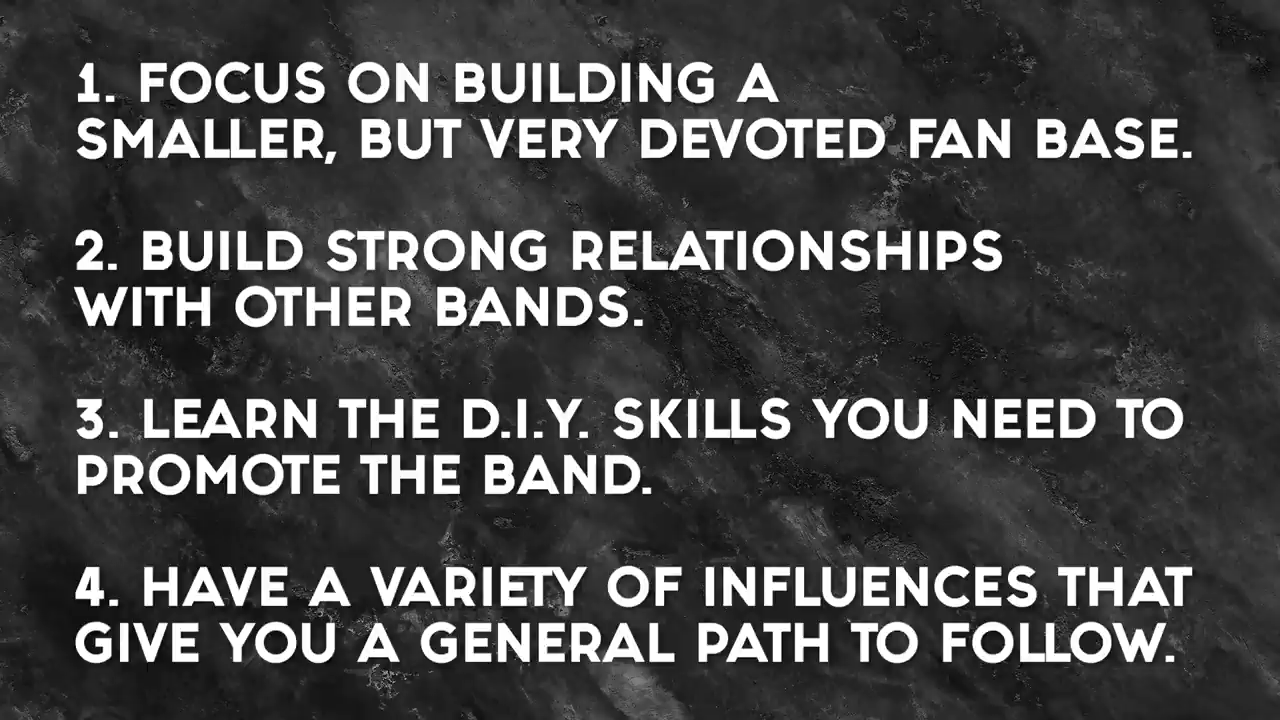 1. FOCUS ON BUILDING A
SMALLER, BUT VERY DEVOTED FAN BASE.
2. BUILD STRONG RELATIONSHIPS
WITH OTHER BANDS.
3. LEARN THE D.I.Y. SKILLS YOU NEED TO
PROMOTE THE BAND.
4. HAVE A VARIETY OF INFLUENCES THAT
GIVE YOU A GENERAL PATH TO FOLLOW.